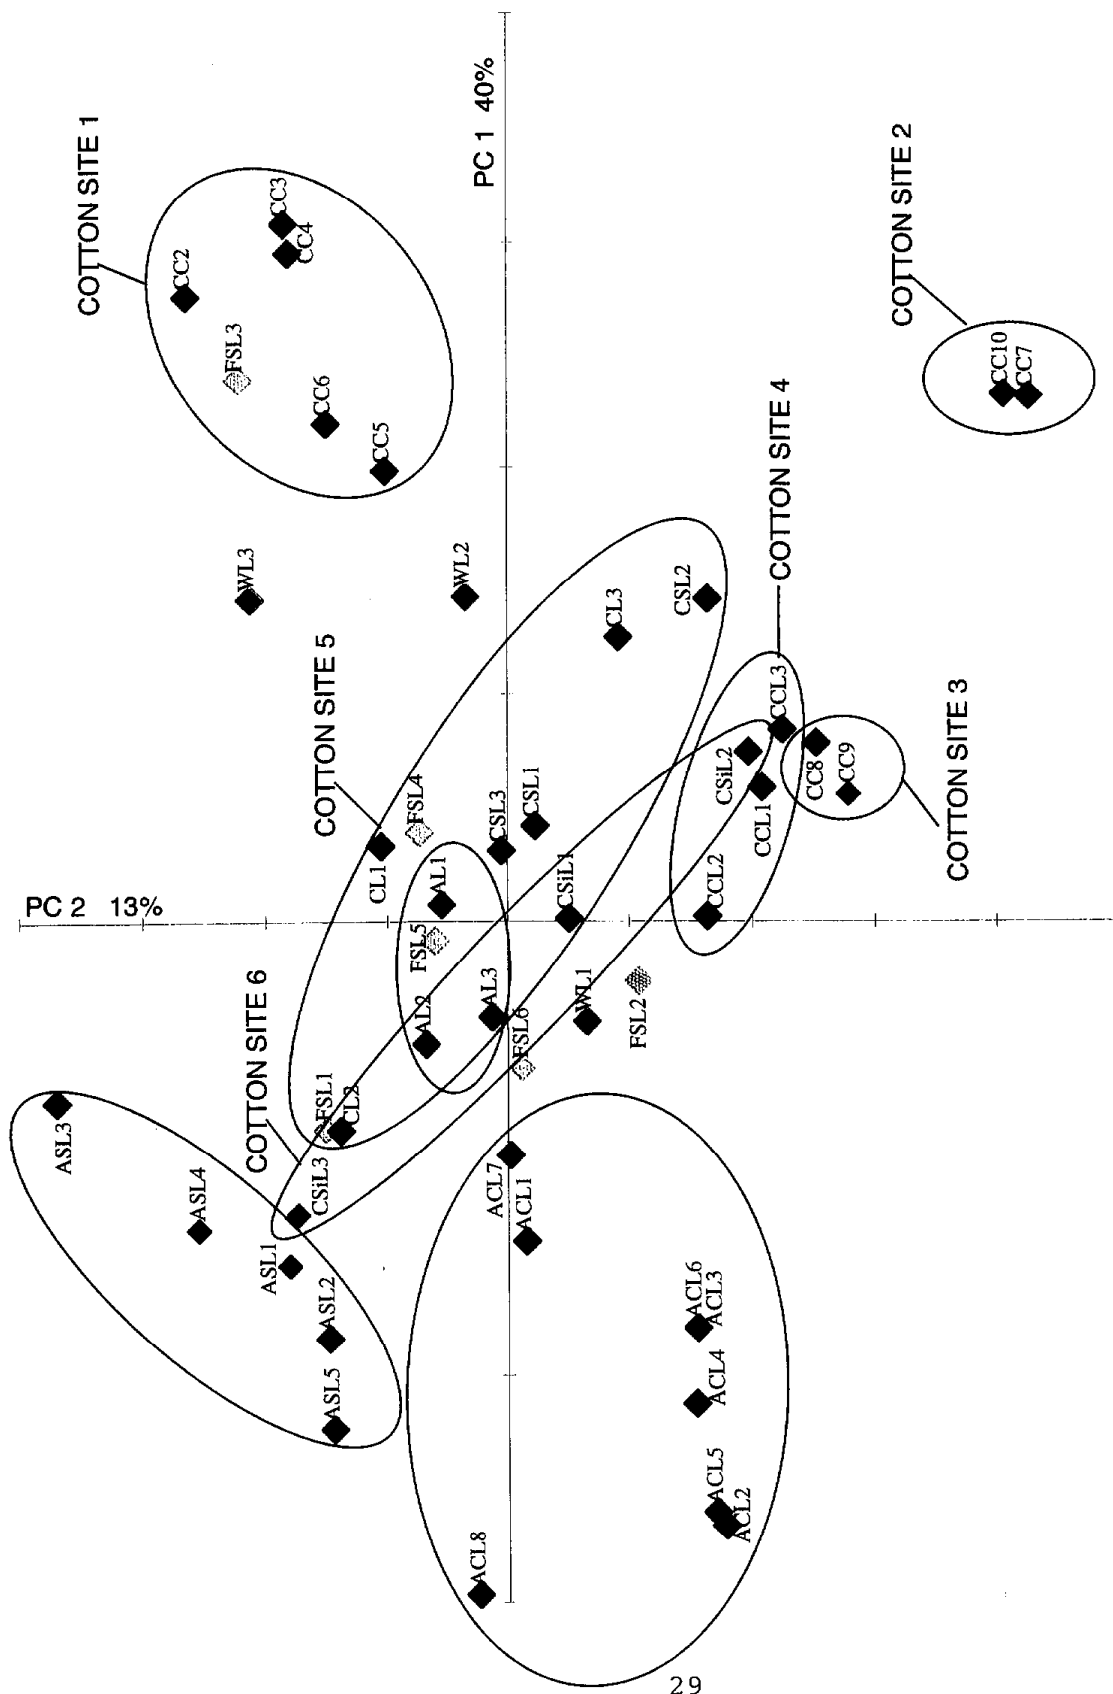 COTTON SITE 1
CC2
CC3
CC4
FSL3
CC6
CC5
PC 1 40%
COTTON SITE 2
CC10
CC7
WL3
WL2
COTTON SITE 4
COTTON SITE 5
CL3
CSL2
CL1
FSL4
CSL3
CSL1
CSiL2
CCL3
CCL1
CC8
CC9
COTTON SITE 3
PC 2 13%
AL1
FSL5
CSiL1
CCL2
AL2
AL3
FSL6
WL1
FSL2
COTTON SITE 6
FSL1
CL2
CSiL3
ASL3
ASL4
ASL1
ASL2
ASL5
ACL7
ACL1
ACL6
ACL3
ACL4
ACL5
ACL2
ACL8
29